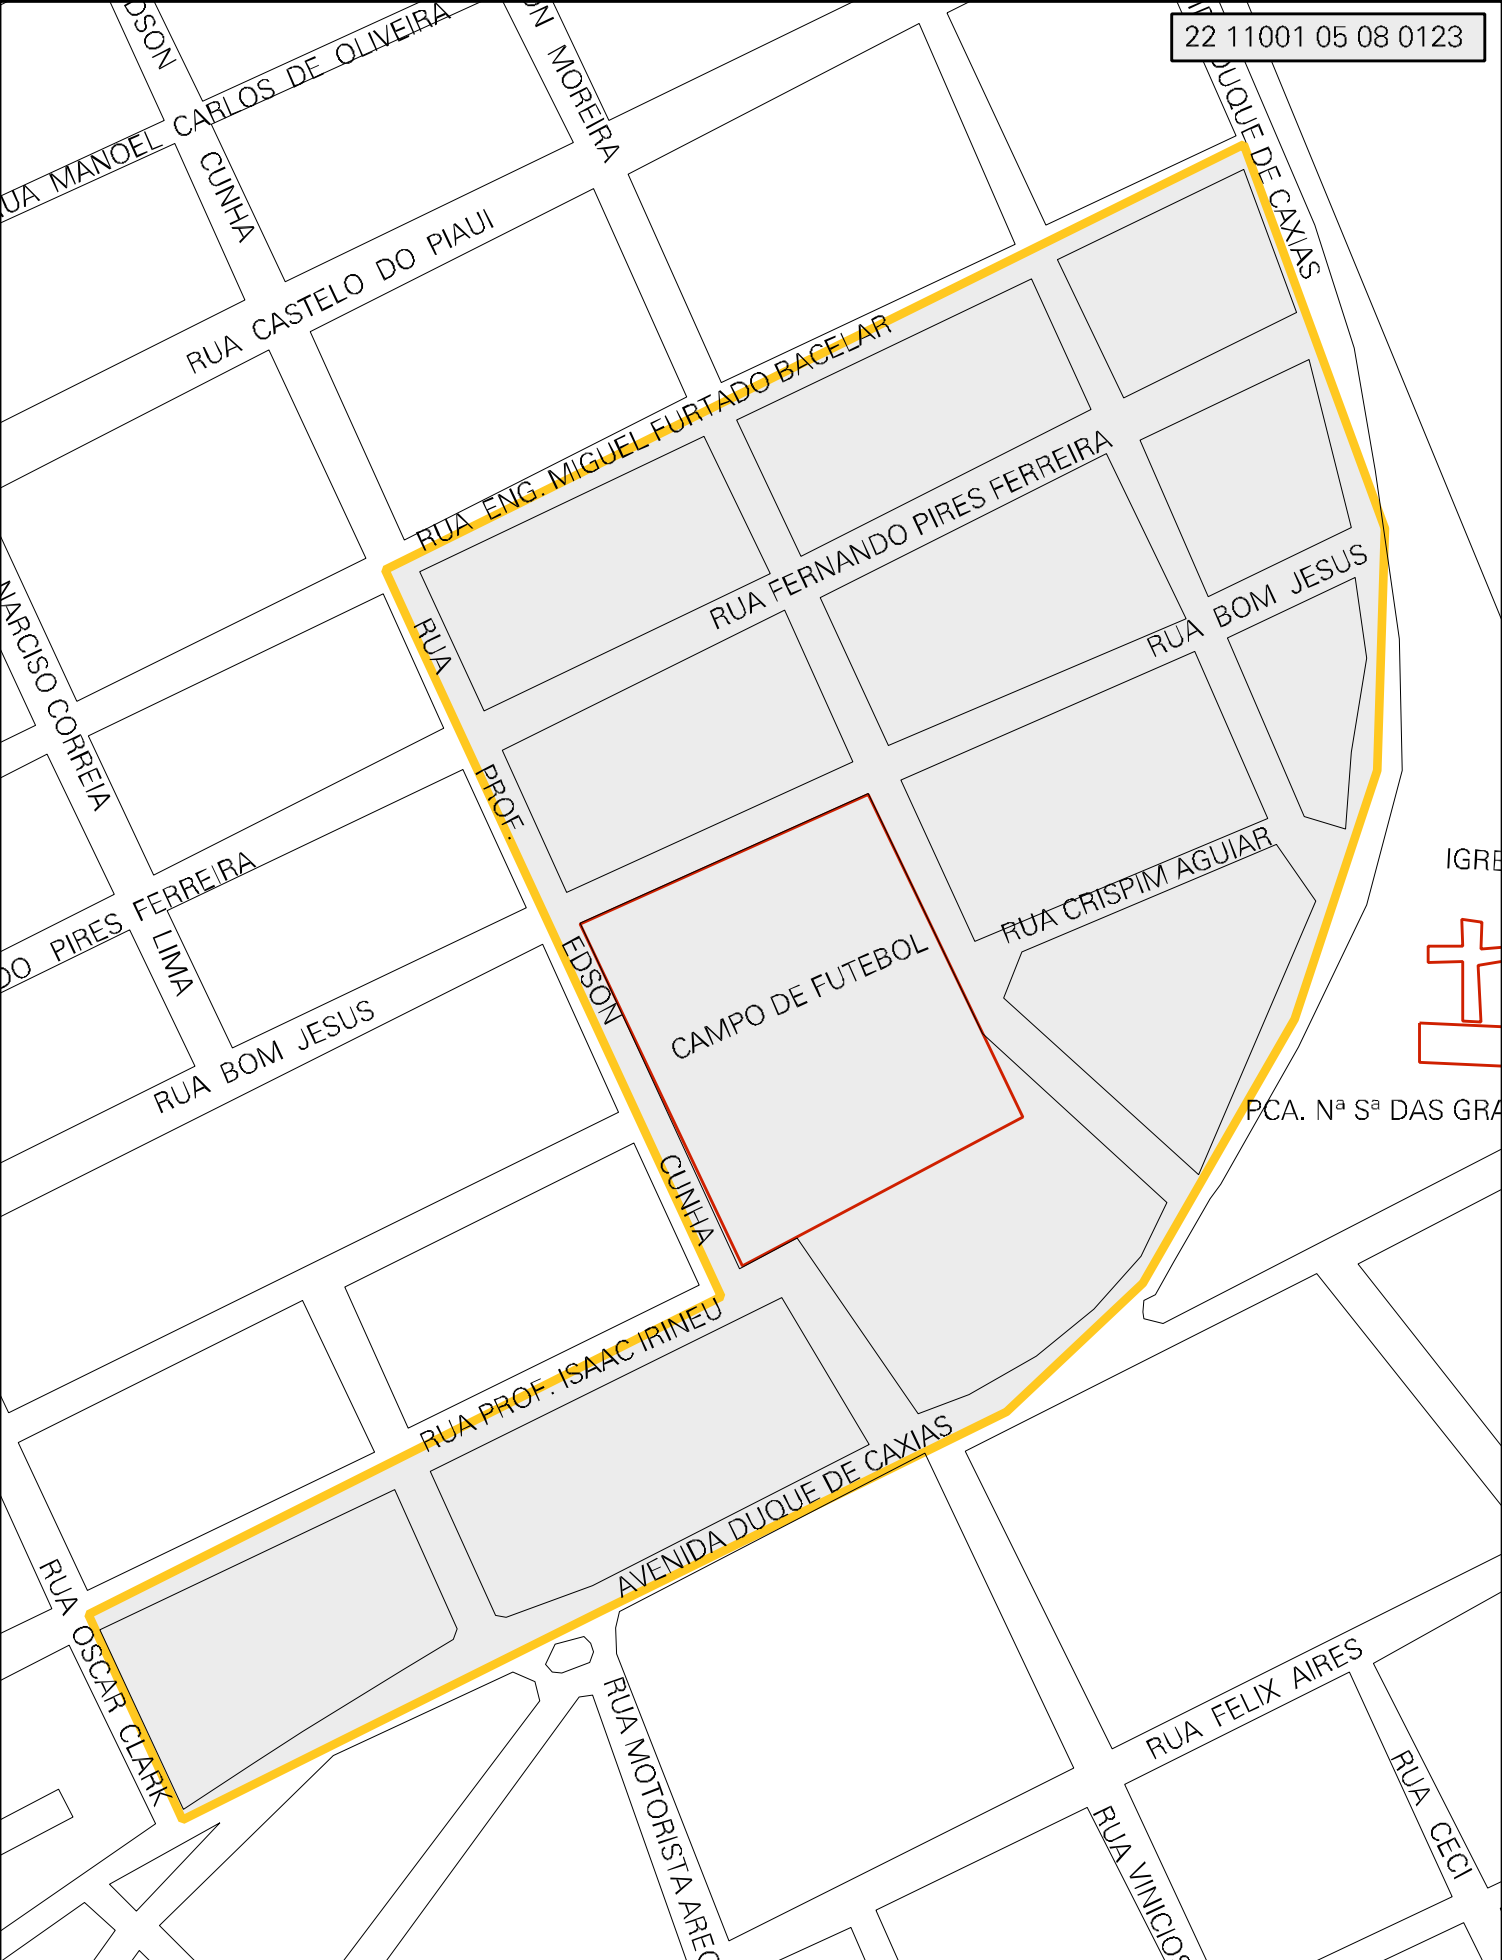 22 11001 05 08 0123
EDSON CUNHA
RUA MANOEL CARLOS DE OLIVEIRA
MOREIRA
DUQUE DE CAXIAS
RUA CASTELO DO PIAUI
RUA ENG. MIGUEL FURTADO BACELAR
RUA FERNANDO PIRES FERREIRA
RUA BOM JESUS
NARCISO CORREIA LIMA
RUA PROF. EDSON CUNHA
DO PIRES FERREIRA
RUA CRISPIM AGUIAR
IGRE
CAMPO DE FUTEBOL
RUA BOM JESUS
PCA. Nª Sª DAS GRA
RUA PROF. ISAAC IRINEU
AVENIDA DUQUE DE CAXIAS
RUA OSCAR CLARK
RUA FELIX AIRES
RUA MOTORISTA
RUA CECI
RUA VINICIOS